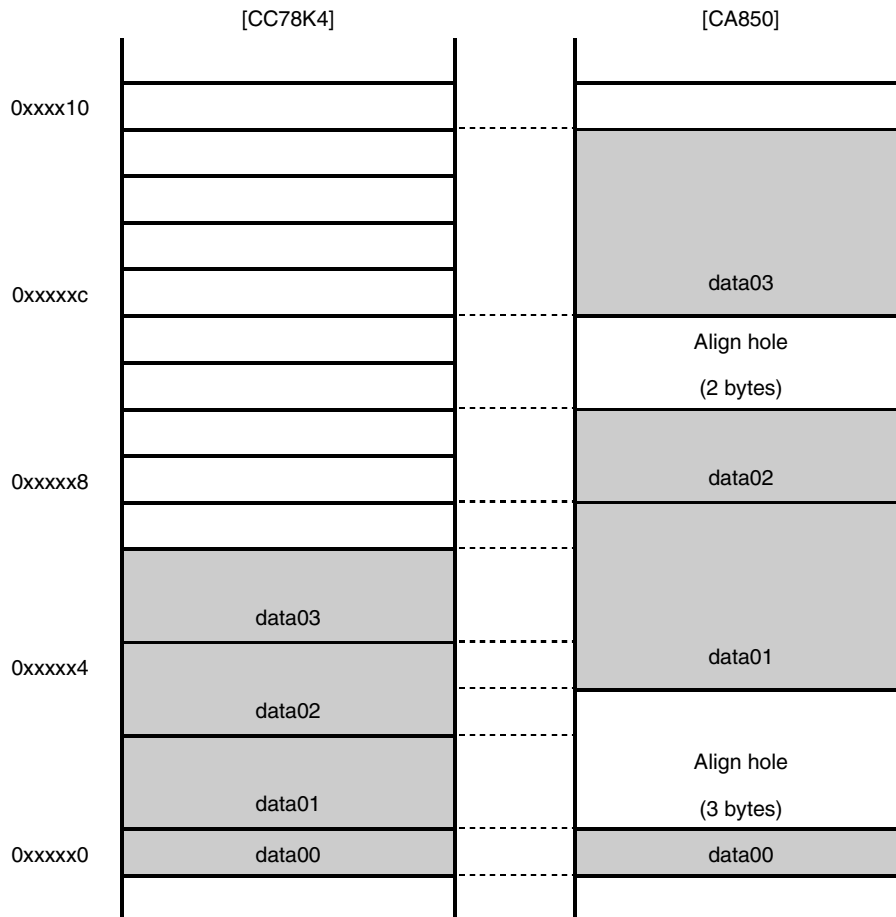 [CC78K4]
[CA850]
0xxxx10
data03
0xxxxxc
Align hole
(2 bytes)
0xxxxx8
data02
data03
0xxxxx4
data01
data02
Align hole
data01
(3 bytes)
0xxxxx0
data00
data00